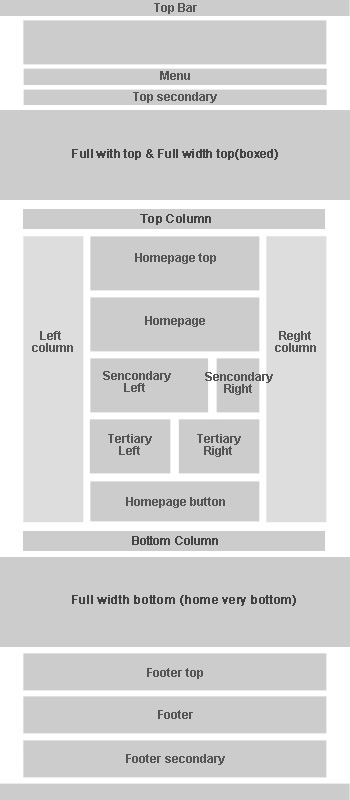 Top Bar
Menu
Top secondary
Full with top & Full width top(boxed)
Top Column
Left
column
Homepage top
Homepage
Sencondary
Left
Sencondary
Right
Tertiary
Left
Tertiary
Right
Homepage button
Reght
column
Bottom Column
Full width bottom (home very bottom)
Footer top
Footer
Footer secondary